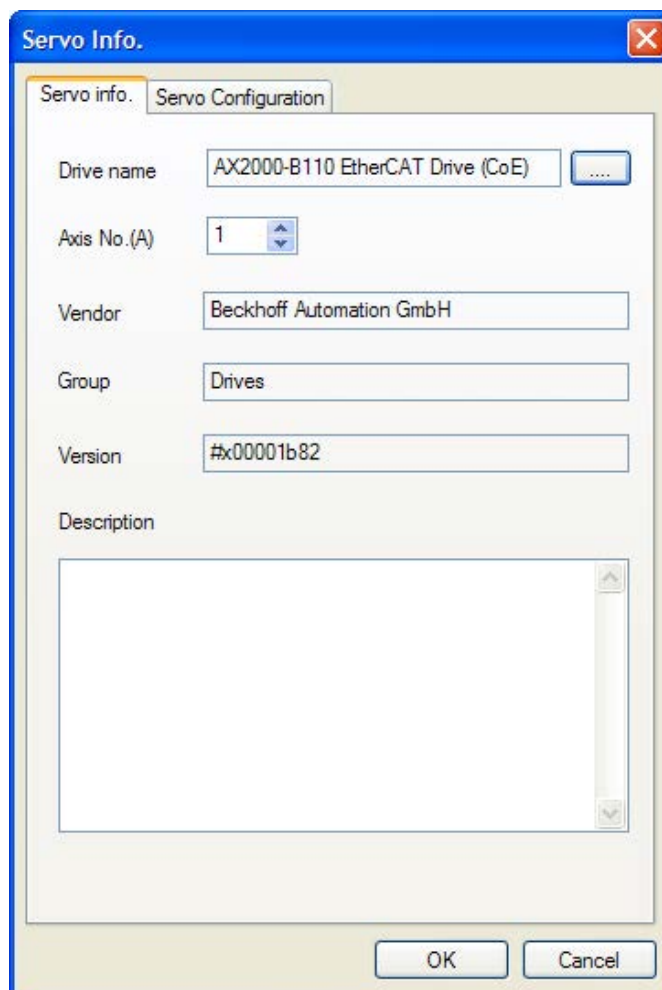 Servo Info.
Servo info. Servo Configuration
Drive name AX2000-B110 EtherCAT Drive (CoE) ....
Axis No.(A) 1
Vendor Beckhoff Automation GmbH
Group Drives
Version #x00001b82
Description
OK Cancel